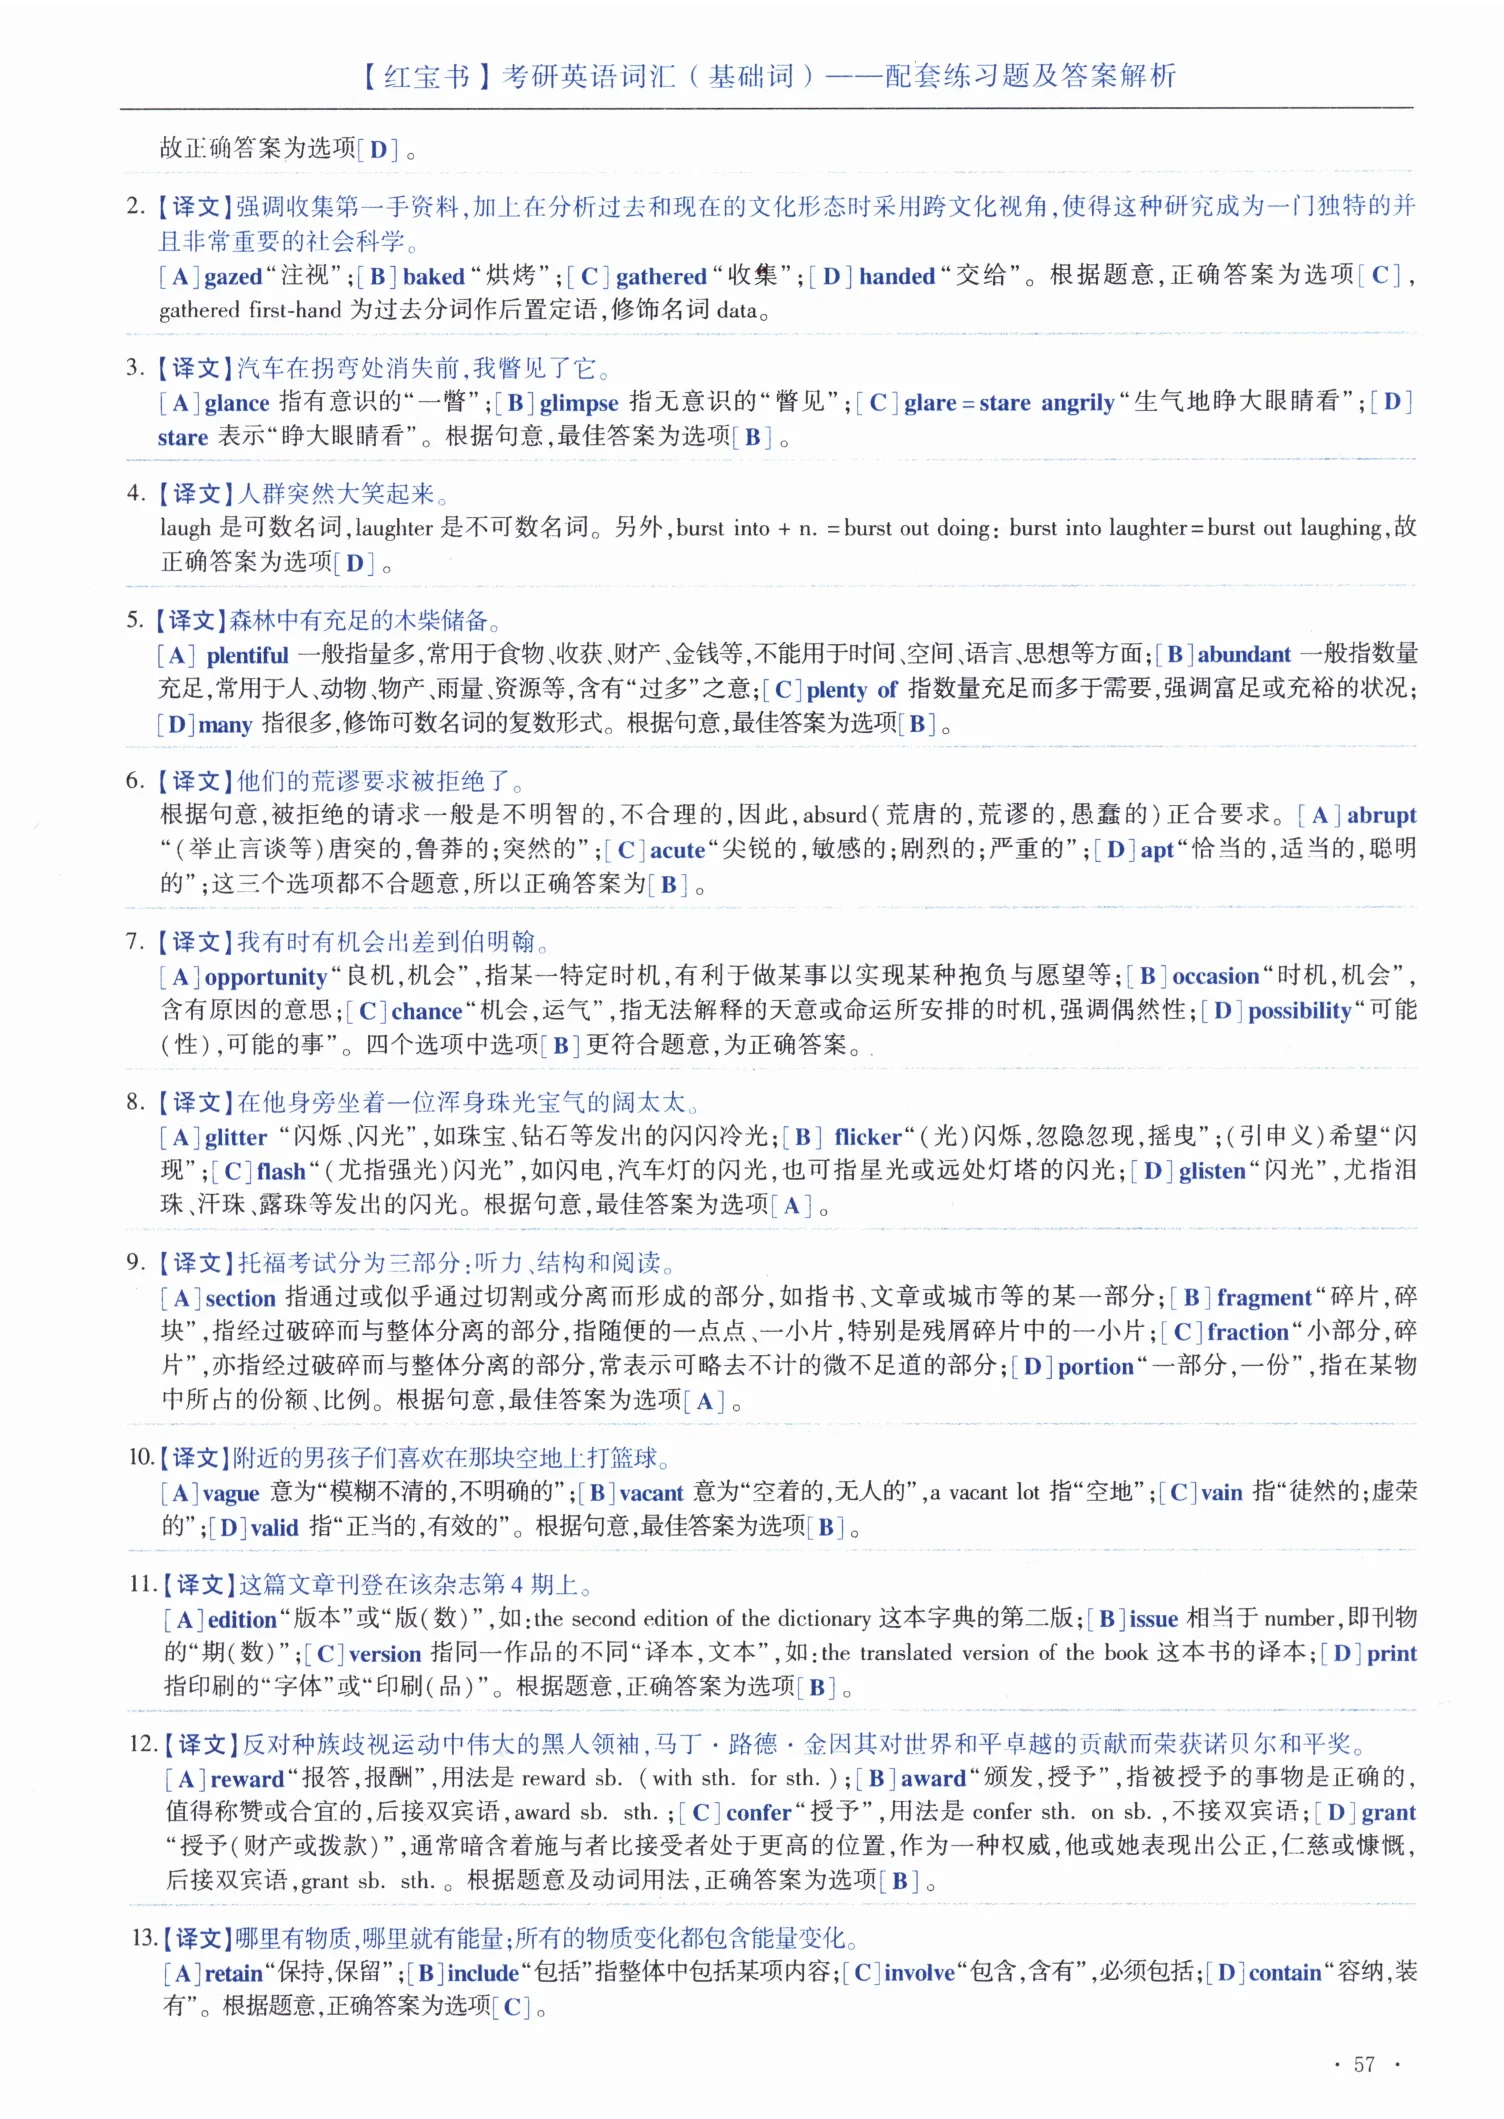 【红宝书】考研英语词汇(基础词)——配套练习题及答案解析
故正确答案为选项[D]。
2.【译文】强调收集第一手资料,加上在分析过去和现在的文化形态时采用跨文化视角,使得这种研究成为一门独特的并
且非常重要的社会科学。
[A]gazed“注视”;[B]baked“烘烤”;[C]gathered“收集”;[D]handed“交给”。根据题意,正确答案为选项[C],
gathered first-hand 为过去分词作后置定语,修饰名词 data。
3.【译文】汽车在拐弯处消失前,我瞥见了它。
[A]glance 指有意识的“一瞥”;[B]glimpse 指无意识的“瞥见”;[C]glare=stare angrily“生气地睁大眼睛看”;[D]
stare 表示“睁大眼睛看”。根据句意,最佳答案为选项[B]。
4.【译文】人群突然大笑起来。
laugh 是可数名词,laughter 是不可数名词。另外,burst into + n. =burst out doing: burst into laughter=burst out laughing,故
正确答案为选项[D]。
5.【译文】森林中有充足的木柴储备。
[A] plentiful 一般指量多,常用于食物、收获、财产、金钱等,不能用于时间、空间、语言、思想等方面;[B]abundant 一般指数量
充足,常用于人、动物、物产、雨量、资源等,含有“过多”之意;[C]plenty of 指数量充足而多于需要,强调富足或充裕的状况;
[D]many 指很多,修饰可数名词的复数形式。根据句意,最佳答案为选项[B]。
6.【译文】他们的荒谬要求被拒绝了。
根据句意,被拒绝的请求一般是不明智的,不合理的,因此,absurd(荒唐的,荒谬的,愚蠢的)正合要求。[A]abrupt
“(举止言谈等)唐突的,鲁莽的;突然的”;[C]acute“尖锐的,敏感的;剧烈的;严重的”;[D]apt“恰当的,适当的,聪明
的”;这三个选项都不合题意,所以正确答案为[B]。
7.【译文】我有时有机会出差到伯明翰。
[A]opportunity“良机,机会”,指某一特定时机,有利于做某事以实现某种抱负与愿望等;[B]occasion“时机,机会”,
含有原因的意思;[C]chance“机会,运气”,指无法解释的天意或命运所安排的时机,强调偶然性;[D]possibility“可能
(性),可能的事”。四个选项中选项[B]更符合题意,为正确答案。
8.【译文】在他身旁坐着一位浑身珠光宝气的阔太太。
[A]glitter “闪烁、闪光”,如珠宝、钻石等发出的闪闪冷光;[B] flicker“(光)闪烁,忽隐忽现,摇曳”;(引申义)希望“闪
现”;[C]flash“(尤指强光)闪光”,如闪电,汽车灯的闪光,也可指星光或远处灯塔的闪光;[D]glisten“闪光”,尤指泪
珠、汗珠、露珠等发出的闪光。根据句意,最佳答案为选项[A]。
9.【译文】托福考试分为三部分:听力、结构和阅读。
[A]section 指通过或似乎通过切割或分离而形成的部分,如指书、文章或城市等的某一部分;[B]fragment“碎片,碎
块”,指经过破碎而与整体分离的部分,指随便的一点点、一小片,特别是残屑碎片中的一小片;[C]fraction“小部分,碎
片”,亦指经过破碎而与整体分离的部分,常表示可略去不计的微不足道的部分;[D]portion“一部分,一份”,指在某物
中所占的份额、比例。根据句意,最佳答案为选项[A]。
10.【译文】附近的男孩子们喜欢在那块空地上打篮球。
[A]vague 意为“模糊不清的,不明确的”;[B]vacant 意为“空着的,无人的”,a vacant lot 指“空地”;[C]vain 指“徒然的;虚荣
的”;[D]valid 指“正当的,有效的”。根据句意,最佳答案为选项[B]。
11.【译文】这篇文章刊登在该杂志第 4 期上。
[A]edition“版本”或“版(数)”,如:the second edition of the dictionary 这本字典的第二版;[B]issue 相当于 number,即刊物
的“期(数)”;[C]version 指同一作品的不同“译本,文本”,如:the translated version of the book 这本书的译本;[D]print
指印刷的“字体”或“印刷(品)”。根据题意,正确答案为选项[B]。
12.【译文】反对种族歧视运动中伟大的黑人领袖,马丁·路德·金因其对世界和平卓越的贡献而荣获诺贝尔和平奖。
[A]reward“报答,报酬”,用法是 reward sb. (with sth. for sth.);[B]award“颁发,授予”,指被授予的事物是正确的,
值得称赞或合宜的,后接双宾语,award sb. sth.;[C]confer“授予”,用法是 confer sth. on sb.,不接双宾语;[D]grant
“授予(财产或拨款)”,通常暗含着施与者比接受者处于更高的位置,作为一种权威,他或她表现出公正,仁慈或慷慨,
后接双宾语,grant sb. sth.。根据题意及动词用法,正确答案为选项[B]。
13.【译文】哪里有物质,哪里就有能量;所有的物质变化都包含能量变化。
[A]retain“保持,保留”;[B]include“包括”指整体中包括某项内容;[C]involve“包含,含有”,必须包括;[D]contain“容纳,装
有”。根据题意,正确答案为选项[C]。
· 57 ·